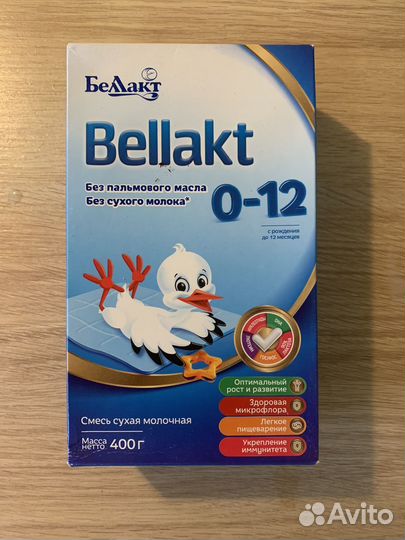 Беллакт
Bellakt
Без пальмового масла
Без сухого молока*
0-12
с рождения
до 12 месяцев
Оптимальный
рост и развитие
Здоровая
микрофлора
Легкое
пищеварение
Укрепление
иммунитета
Смесь сухая молочная
Масса
нетто 400 г
Avito